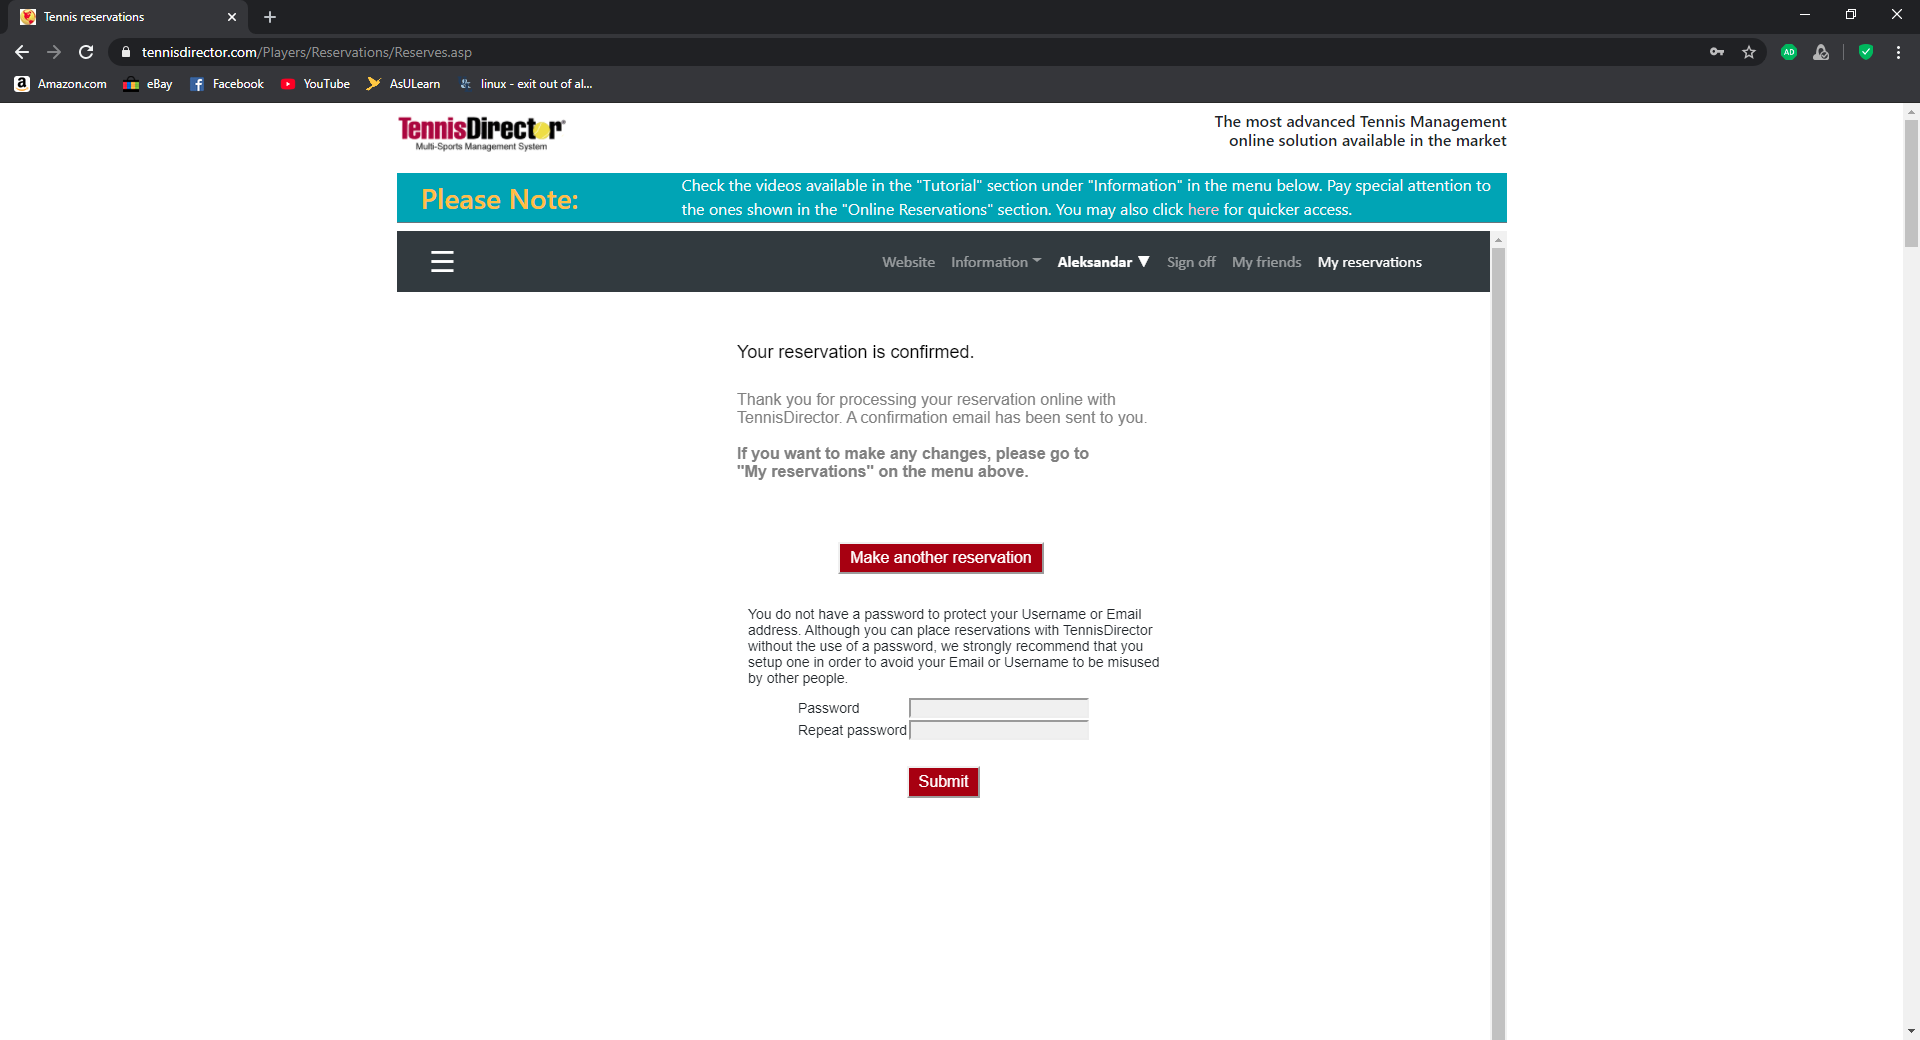 Tennis reservations
tennisdirector.com/Players/Reservations/Reserves.asp
AD
Amazon.com eBay Facebook YouTube AsULearn linux - exit out of al...
TennisDirector®
Multi-Sports Management System
The most advanced Tennis Management
online solution available in the market
Please Note:
Check the videos available in the "Tutorial" section under "Information" in the menu below. Pay special attention to
the ones shown in the "Online Reservations" section. You may also click here for quicker access.
Website Information Aleksandar ▼ Sign off My friends My reservations
Your reservation is confirmed.
Thank you for processing your reservation online with
TennisDirector. A confirmation email has been sent to you.
If you want to make any changes, please go to
"My reservations" on the menu above.
Make another reservation
You do not have a password to protect your Username or Email
address. Although you can place reservations with TennisDirector
without the use of a password, we strongly recommend that you
setup one in order to avoid your Email or Username to be misused
by other people.
Password
Repeat password
Submit